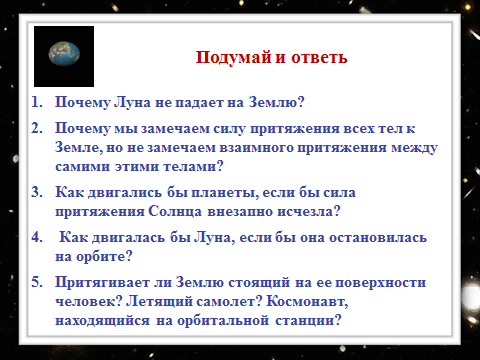 Подумай и ответь
1. Почему Луна не падает на Землю?
2. Почему мы замечаем силу притяжения всех тел к
Земле, но не замечаем взаимного притяжения между
самими этими телами?
3. Как двигались бы планеты, если бы сила
притяжения Солнца внезапно исчезла?
4. Как двигалась бы Луна, если бы она остановилась
на орбите?
5. Притягивает ли Землю стоящий на ее поверхности
человек? Летящий самолет? Космонавт,
находящийся на орбитальной станции?